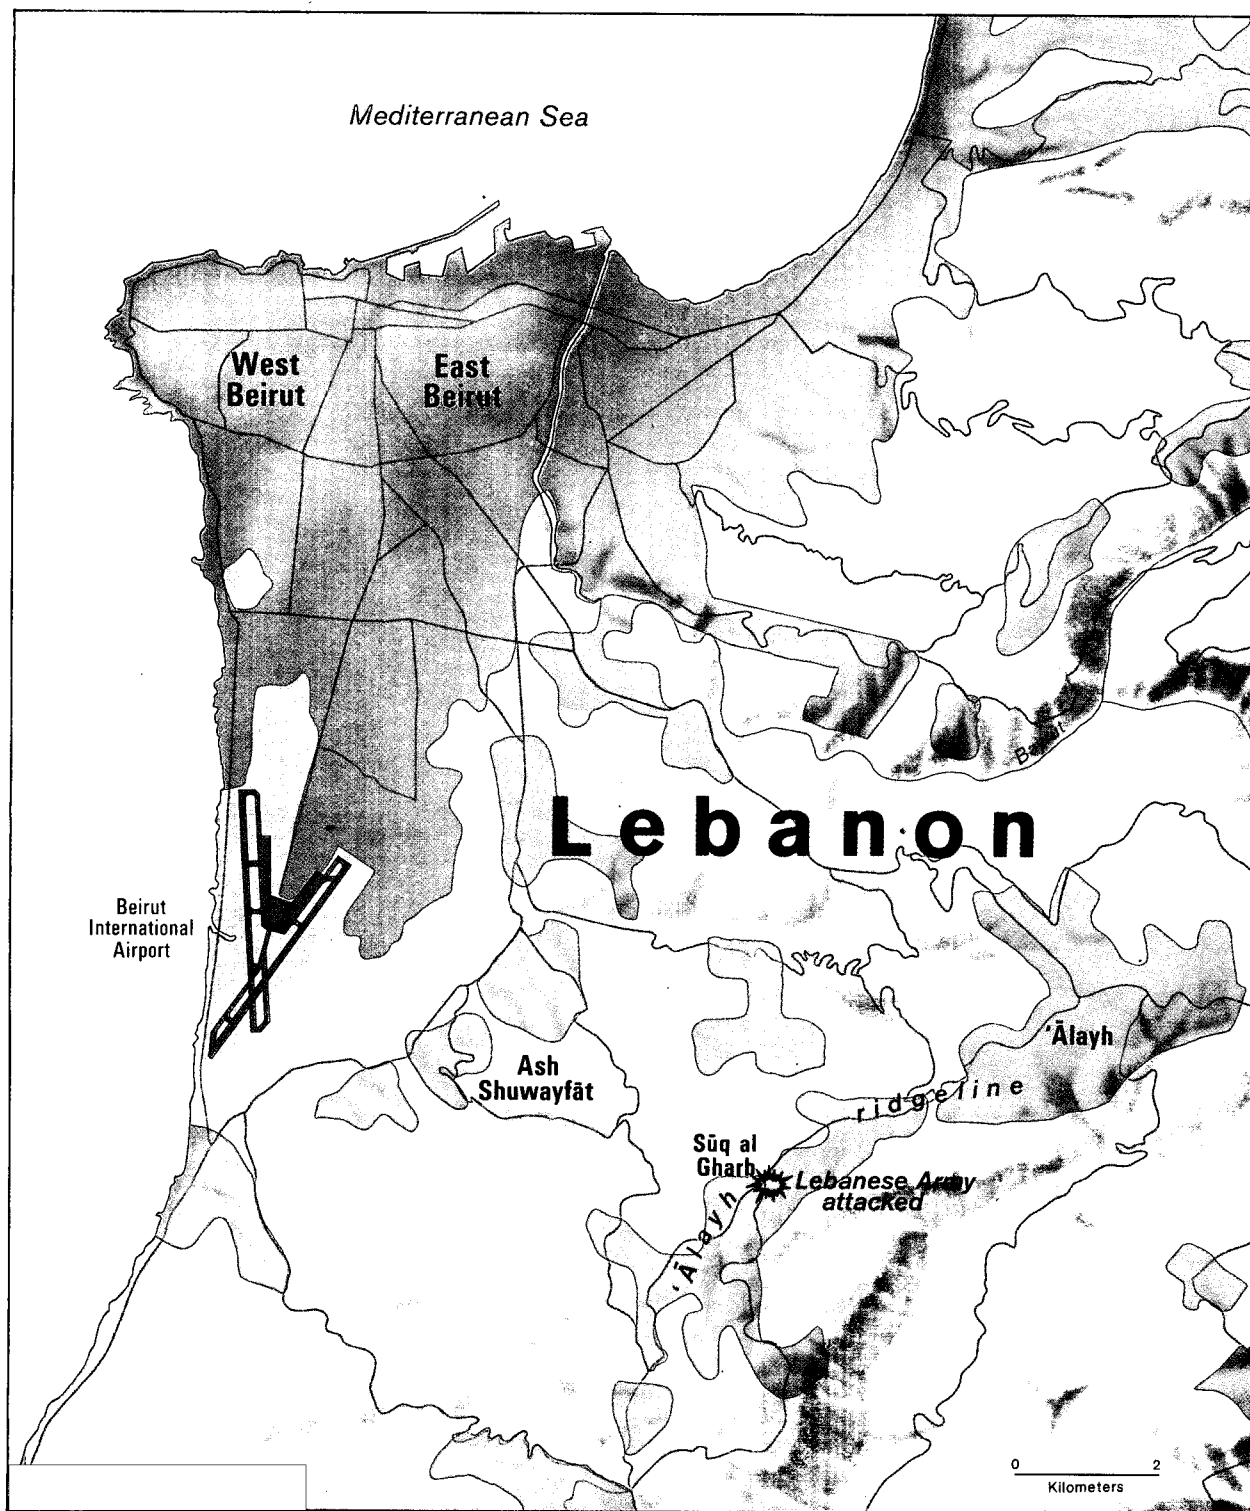 Mediterranean Sea
West
Beirut
East
Beirut
Beirut
Lebanon
Beirut
International
Airport
'Ālayh
Ash
Shuwayfāt
ridgeline
Sūq al
Gharb
Lebanese Army
attacked
'Ālayh
0 2
Kilometers